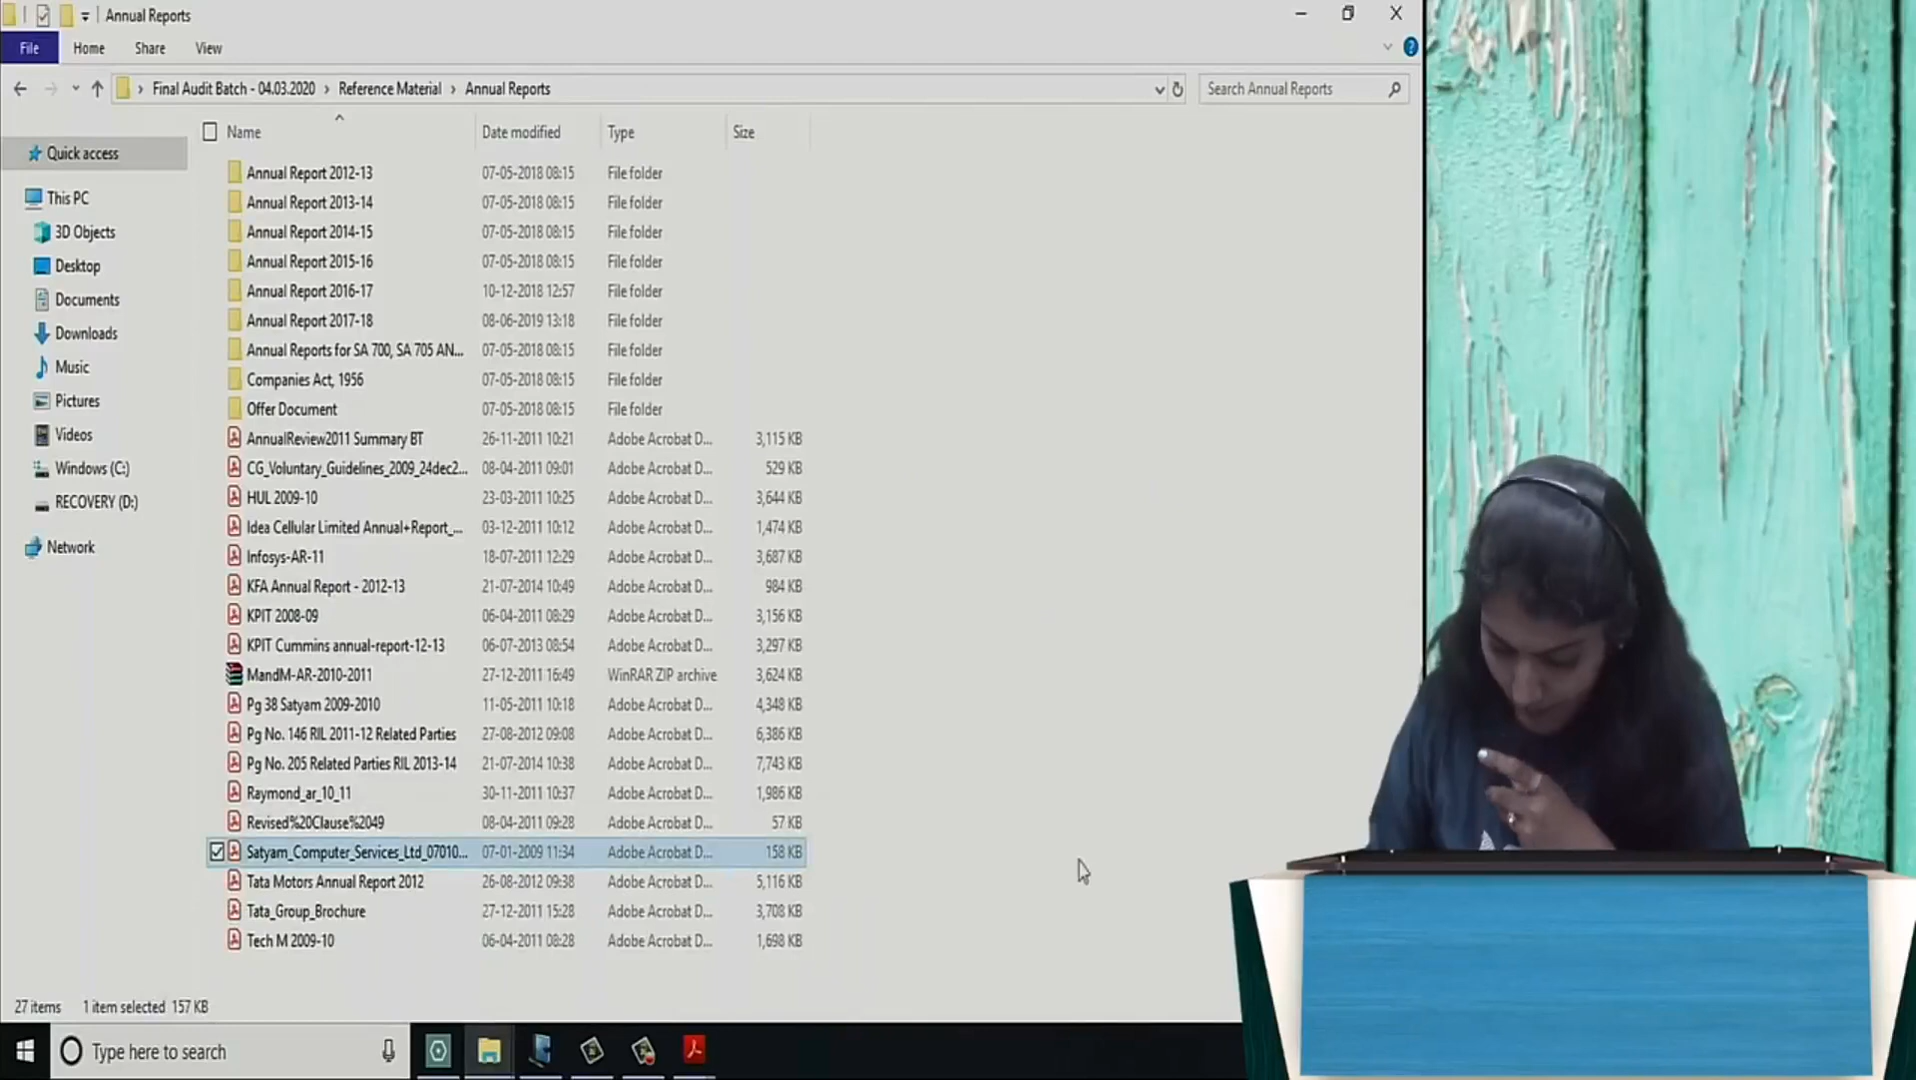 Annual Reports
File Home Share View
Final Audit Batch - 04.03.2020 > Reference Material > Annual Reports
Search Annual Reports
Name Date modified Type Size
Quick access
This PC
3D Objects
Desktop
Documents
Downloads
Music
Pictures
Videos
Windows (C:)
RECOVERY (D:)
Network
Annual Report 2012-13 07-05-2018 08:15 File folder
Annual Report 2013-14 07-05-2018 08:15 File folder
Annual Report 2014-15 07-05-2018 08:15 File folder
Annual Report 2015-16 07-05-2018 08:15 File folder
Annual Report 2016-17 10-12-2018 12:57 File folder
Annual Report 2017-18 08-06-2019 13:18 File folder
Annual Reports for SA 700, SA 705 AN... 07-05-2018 08:15 File folder
Companies Act, 1956 07-05-2018 08:15 File folder
Offer Document 07-05-2018 08:15 File folder
AnnualReview2011 Summary BT 26-11-2011 10:21 Adobe Acrobat D... 3,115 KB
CG_Voluntary_Guidelines_2009_24dec2... 08-04-2011 09:01 Adobe Acrobat D... 529 KB
HUL 2009-10 23-03-2011 10:25 Adobe Acrobat D... 3,644 KB
Idea Cellular Limited Annual+Report_... 03-12-2011 10:12 Adobe Acrobat D... 1,474 KB
Infosys-AR-11 18-07-2011 12:29 Adobe Acrobat D... 3,687 KB
KFA Annual Report - 2012-13 21-07-2014 10:49 Adobe Acrobat D... 984 KB
KPIT 2008-09 06-04-2011 08:29 Adobe Acrobat D... 3,156 KB
KPIT Cummins annual-report-12-13 06-07-2013 08:54 Adobe Acrobat D... 3,297 KB
MandM-AR-2010-2011 27-12-2011 16:49 WinRAR ZIP archive 3,624 KB
Pg 38 Satyam 2009-2010 11-05-2011 10:18 Adobe Acrobat D... 4,348 KB
Pg No. 146 RIL 2011-12 Related Parties 27-08-2012 09:08 Adobe Acrobat D... 6,386 KB
Pg No. 205 Related Parties RIL 2013-14 21-07-2014 10:38 Adobe Acrobat D... 7,743 KB
Raymond_ar_10_11 30-11-2011 10:37 Adobe Acrobat D... 1,986 KB
Revised%20Clause%2049 08-04-2011 09:28 Adobe Acrobat D... 57 KB
Satyam_Computer_Services_Ltd_07010... 07-01-2009 11:34 Adobe Acrobat D... 158 KB
Tata Motors Annual Report 2012 26-08-2012 09:38 Adobe Acrobat D... 5,116 KB
Tata_Group_Brochure 27-12-2011 15:28 Adobe Acrobat D... 3,708 KB
Tech M 2009-10 06-04-2011 08:28 Adobe Acrobat D... 1,698 KB
27 items 1 item selected 157 KB
Type here to search